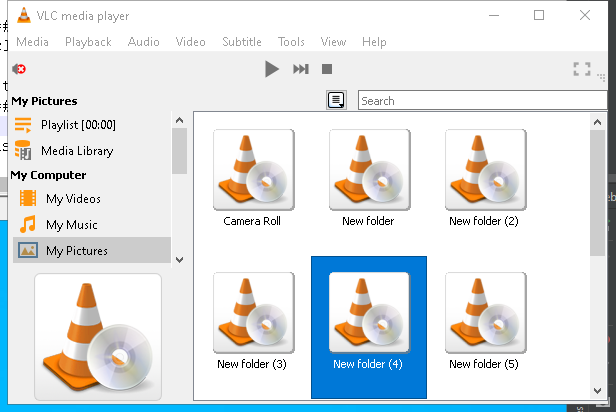 VLC media player
Media Playback Audio Video Subtitle Tools View Help
Search
My Pictures
Playlist [00:00]
Media Library
My Computer
My Videos
My Music
My Pictures
Camera Roll New folder New folder (2)
New folder (3) New folder (4) New folder (5)